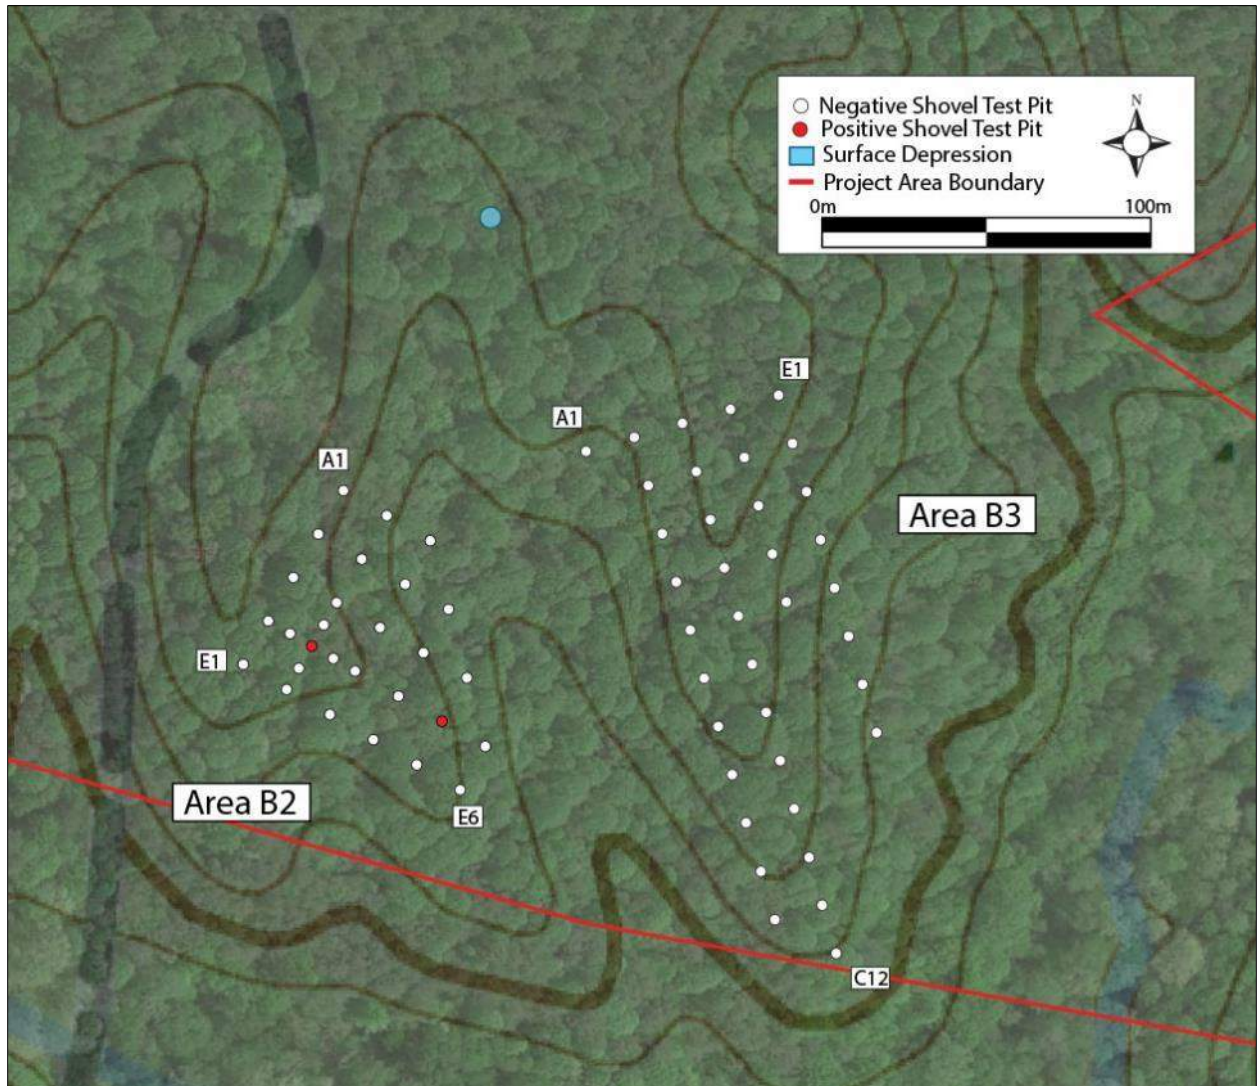 N
Negative Shovel Test Pit
Positive Shovel Test Pit
Surface Depression
Project Area Boundary
0m 100m
E1
A1
A1
Area B3
E1
Area B2
E6
C12